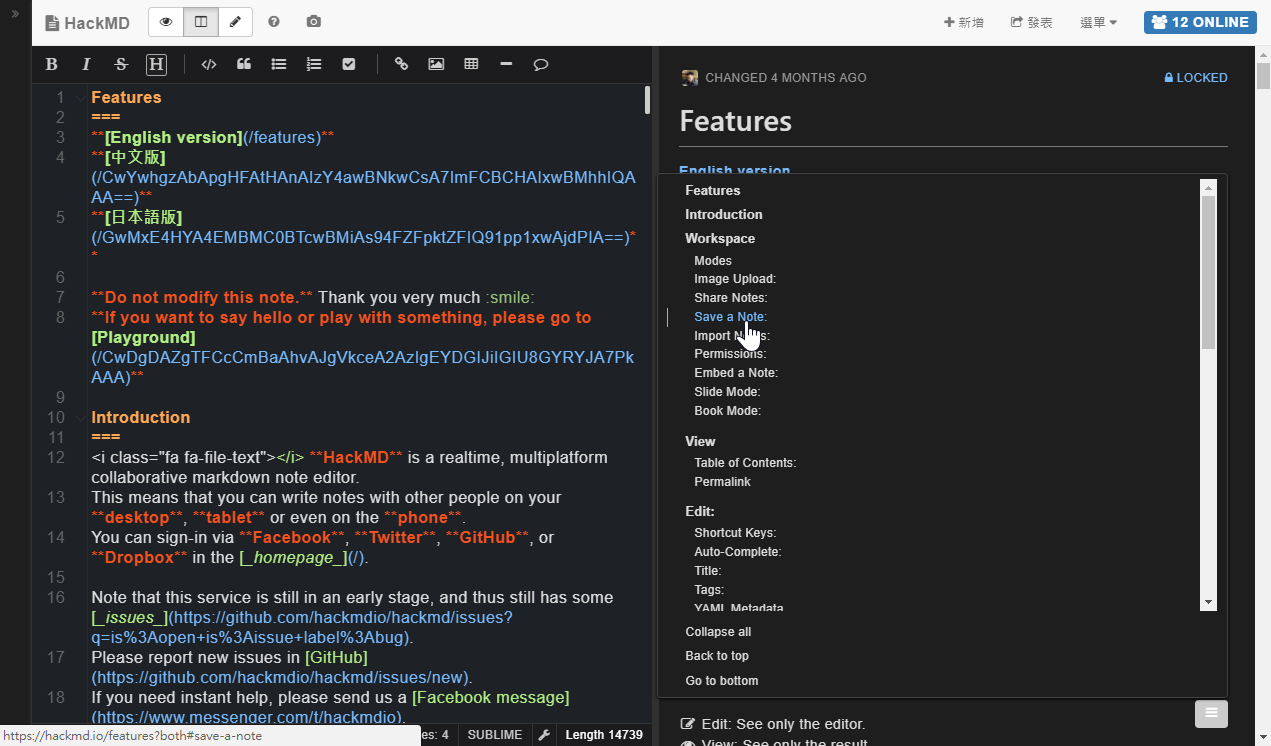 »
HackMD
+ 新增
發表
選單
12 ONLINE
B I S H
CHANGED 4 MONTHS AGO
LOCKED
1 Features
2 ===
3 **[English version](/features)**
4 **[中文版]
(/CwYwhgzAbApgHFAtHAnAIzY4awBNkwCsA7ImFCBCHAIxwBMhhIQA
AA==)**
5 **[日本語版]
(/GwMxE4HYA4EMBMC0BTcwBMiAs94FZFpktZFIQ91pp1xwAjdPIA==)*
*
6
7 **Do not modify this note.** Thank you very much :smile:
8 **If you want to say hello or play with something, please go to
[Playground]
(/CwDgDAZgTFCcCmBaAhvAJgVkceA2AzIgEYDGIJiIGIU8GYRYJA7Pk
AAA)**
9
10 Introduction
11 ===
12 <i class="fa fa-file-text"></i> **HackMD** is a realtime, multiplatform
collaborative markdown note editor.
13 This means that you can write notes with other people on your
**desktop**, **tablet** or even on the **phone**.
14 You can sign-in via **Facebook**, **Twitter**, **GitHub**, or
**Dropbox** in the [_homepage_](/).
15
16 Note that this service is still in an early stage, and thus still has some
[_issues_](https://github.com/hackmdio/hackmd/issues?
q=is%3Aopen+is%3Aissue+label%3Abug).
17 Please report new issues in [GitHub]
(https://github.com/hackmdio/hackmd/issues/new).
18 If you need instant help, please send us a [Facebook message]
(https://www.messenger.com/t/hackmdio).
https://hackmd.io/features?both#save-a-note
es: 4
SUBLIME
Length 14739
Features
English version
Features
Introduction
Workspace
Modes
Image Upload:
Share Notes:
Save a Note:
Import
Permissions:
Embed a Note:
Slide Mode:
Book Mode:
View
Table of Contents:
Permalink
Edit:
Shortcut Keys:
Auto-Complete:
Title:
Tags:
YAML Metadata
Collapse all
Back to top
Go to bottom
Edit: See only the editor.
View: See only the result